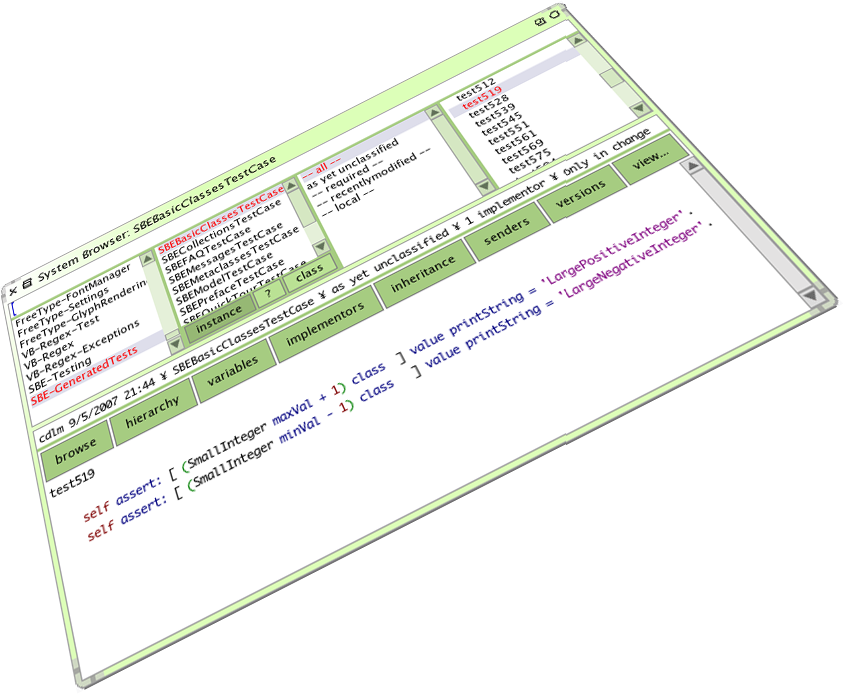 System Browser: SBEBasicClassesTestCase
FreeType-FontManager
FreeType-Settings
FreeType-GlyphRendering
VB-Regex-Test
VB-Regex
VB-Regex-Exceptions
SBE-Testing
SBE-GeneratedTests
SBEBasicClassesTestCase
SBECollectionsTestCase
SBEFAQTestCase
SBEMessagesTestCase
SBEMetaclassesTestCase
SBEModelTestCase
SBEPrefaceTestCase
SBEQuickTourTestCase
instance
?
class
-- all --
as yet unclassified
-- required --
-- recentlymodified --
-- local --
test512
test519
test528
test539
test545
test551
test561
test569
test575
cdlm 9/5/2007 21:44 ¥ SBEBasicClassesTestCase ¥ as yet unclassified ¥ 1 implementor ¥ only in change
browse
hierarchy
variables
implementors
inheritance
senders
versions
view...
test519
self assert: [ (SmallInteger maxVal + 1) class ] value printString = 'LargePositiveInteger'.
self assert: [ (SmallInteger minVal - 1) class ] value printString = 'LargeNegativeInteger'.